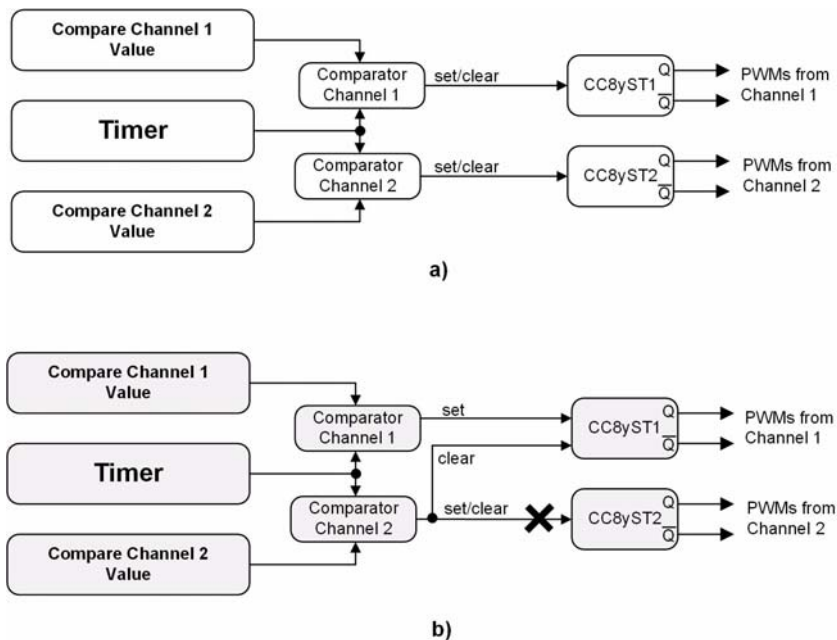 Compare Channel 1
Value
Comparator
Channel 1
set/clear
CC8yST1
Q
Q
PWMs from
Channel 1
Timer
Comparator
Channel 2
set/clear
CC8yST2
Q
Q
PWMs from
Channel 2
Compare Channel 2
Value
a)
Compare Channel 1
Value
Comparator
Channel 1
set
CC8yST1
Q
Q
PWMs from
Channel 1
clear
Timer
Comparator
Channel 2
set/clear
CC8yST2
Q
Q
PWMs from
Channel 2
Compare Channel 2
Value
b)